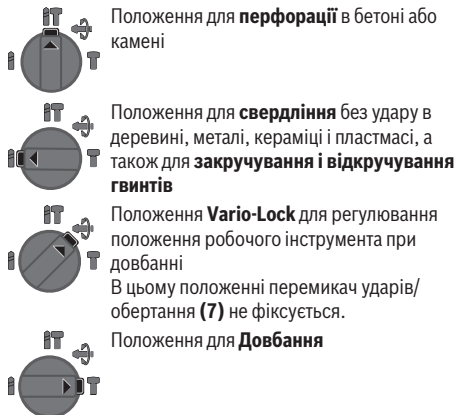 Положення для перфорації в бетоні або
камені
Положення для свердління без удару в
деревині, металі, кераміці і пластмасі, а
також для закручування і відкручування
гвинтів
Положення Vario-Lock для регулювання
положення робочого інструмента при
довбанні
В цьому положенні перемикач ударів/
обертання (7) не фіксується.
Положення для Довбання